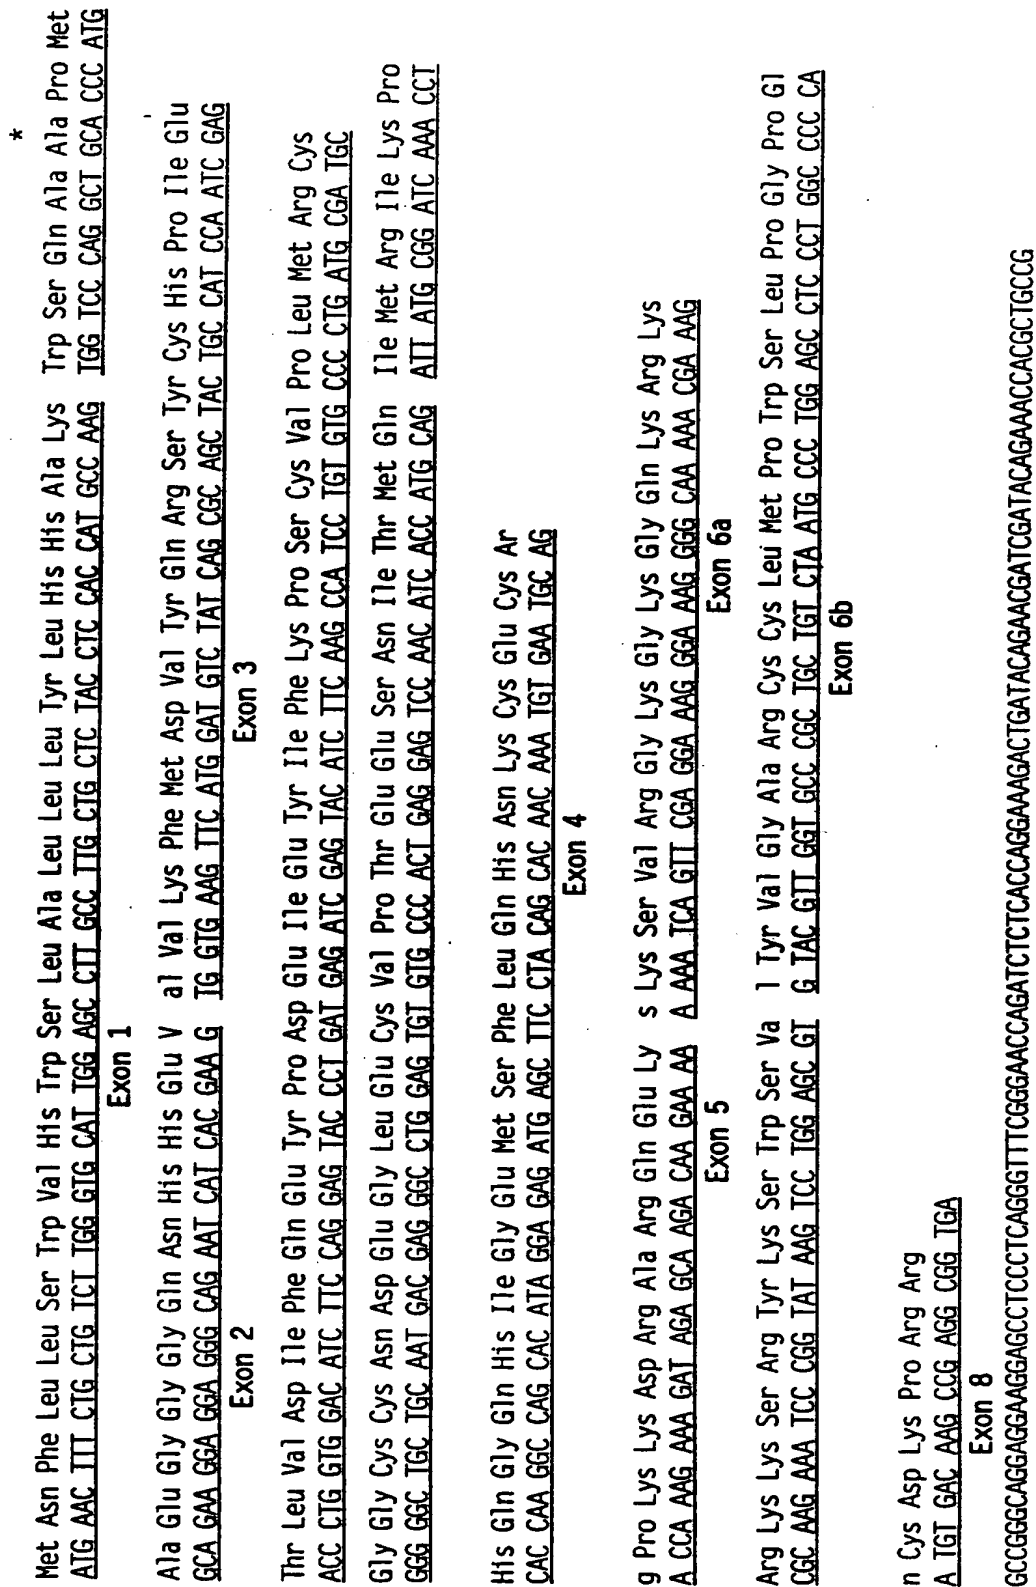 *
Met Asn Phe Leu Leu Ser Trp Val His Trp Ser Leu Ala Leu Leu Leu Tyr Leu His His Ala Lys Trp Ser Gln Ala Ala Pro Met
ATG AAC TTT CTG CTG TCT TGG GTG CAT TGG AGC CTT GCC TTG CTG CTC TAC CTC CAC CAT GCC AAG TGG TCC CAG GCT GCA CCC ATG
Exon 1
Ala Glu Gly Gly Gly Gln Asn His His Glu V al Val Lys Phe Met Asp Val Tyr Gln Arg Ser Tyr Cys His Pro Ile Glu
GCA GAA GGA GGA GGG CAG AAT CAT CAC GAA G TG GTG AAG TTC ATG GAT GTC TAT CAG CGC AGC TAC TGC CAT CCA ATC GAG
Exon 2 Exon 3
Thr Leu Val Asp Ile Phe Gln Glu Tyr Pro Asp Glu Ile Glu Tyr Ile Phe Lys Pro Ser Cys Val Pro Leu Met Arg Cys
ACC CTG GTG GAC ATC TTC CAG GAG TAC CCT GAT GAG ATC GAG TAC ATC TTC AAG CCA TCC TGT GTG CCC CTG ATG CGA TGC
Gly Gly Cys Cys Asn Asp Glu Gly Leu Glu Cys Val Pro Thr Glu Glu Ser Asn Ile Thr Met Gln Ile Met Arg Ile Lys Pro
GGG GGC TGC TGC AAT GAC GAG GGC CTG GAG TGT GTG CCC ACT GAG GAG TCC AAC ATC ACC ATG CAG ATT ATG CGG ATC AAA CCT
His Gln Gly Gln His Ile Gly Glu Met Ser Phe Leu Gln His Asn Lys Cys Glu Cys Ar
CAC CAA GGC CAG CAC ATA GGA GAG ATG AGC TTC CTA CAG CAC AAC AAA TGT GAA TGC AG
Exon 4
g Pro Lys Lys Asp Arg Ala Arg Gln Glu Ly s Lys Ser Val Arg Gly Lys Gly Lys Gly Gln Lys Arg Lys
A CCA AAG AAA GAT AGA GCA AGA CAA GAA AA A AAA TCA GTT CGA GGA AAG GGA AAG GGG CAA AAA CGA AAG
Exon 5 Exon 6a
Arg Lys Lys Ser Arg Tyr Lys Ser Trp Ser Va l Tyr Val Gly Ala Arg Cys Cys Leu Met Pro Trp Ser Leu Pro Gly Pro Gl
CGC AAG AAA TCC CGG TAT AAG TCC TGG AGC GT G TAC GTT GGT GCC CGC TGC TGT CTA ATG CCC TGG AGC CTC CCT GGC CCC CA
Exon 6b
n Cys Asp Lys Pro Arg Arg
A TGT GAC AAG CCG AGG CGG TGA
Exon 8
GCCGGGCAGGAGGAAGGAGCCTCCCTCAGGGTTTCGGGAACCAGATCTCTCACCAGGAAAGACTGATACAGAACGATCGATACAGAAACCACGCTGCCG